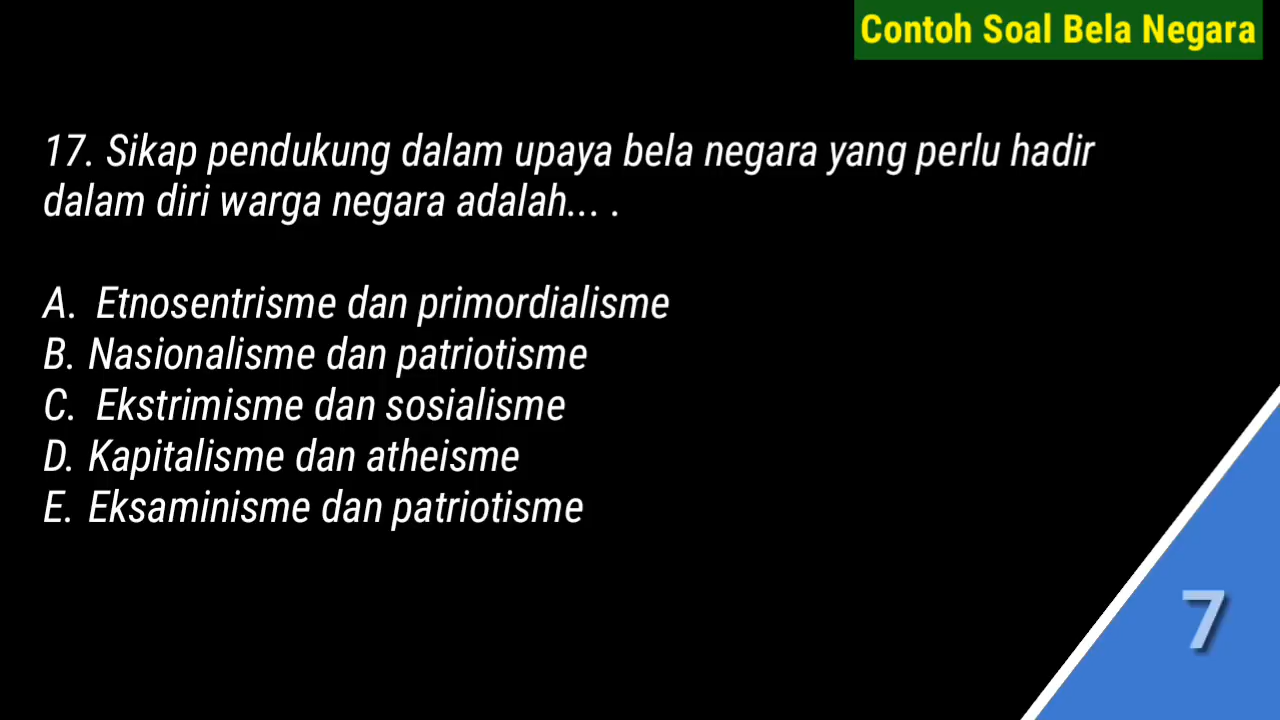 Contoh Soal Bela Negara
17. Sikap pendukung dalam upaya bela negara yang perlu hadir
dalam diri warga negara adalah... .
A. Etnosentrisme dan primordialisme
B. Nasionalisme dan patriotisme
C. Ekstrimisme dan sosialisme
D. Kapitalisme dan atheisme
E. Eksaminisme dan patriotisme
7